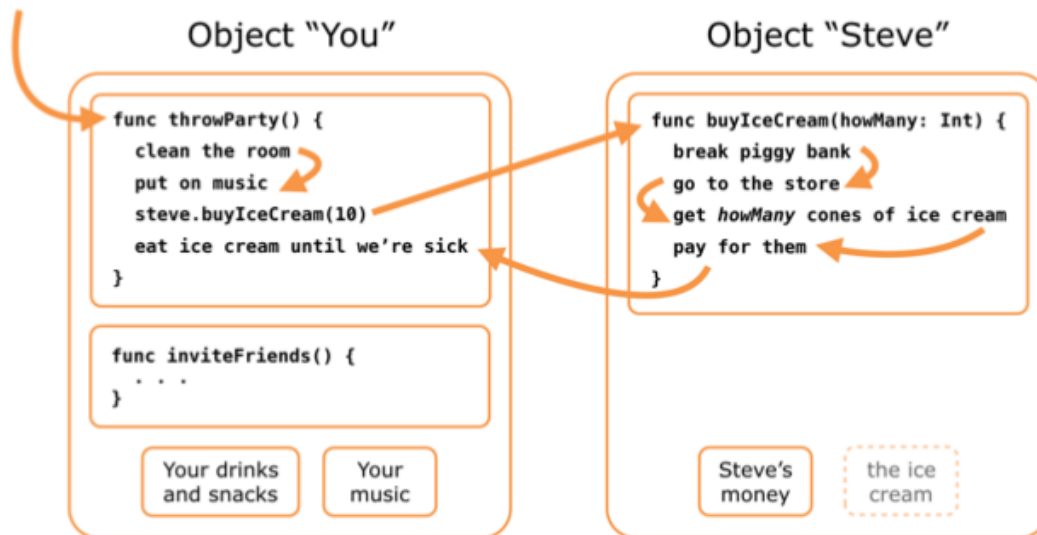 Object “You”
func throwParty() {
clean the room
put on music
steve.buyIceCream(10)
eat ice cream until we’re sick
}
func inviteFriends() {
. . .
}
Your drinks
and snacks
Your
music
Object “Steve”
func buyIceCream(howMany: Int) {
break piggy bank
go to the store
get howMany cones of ice cream
pay for them
}
Steve’s
money
the ice
cream